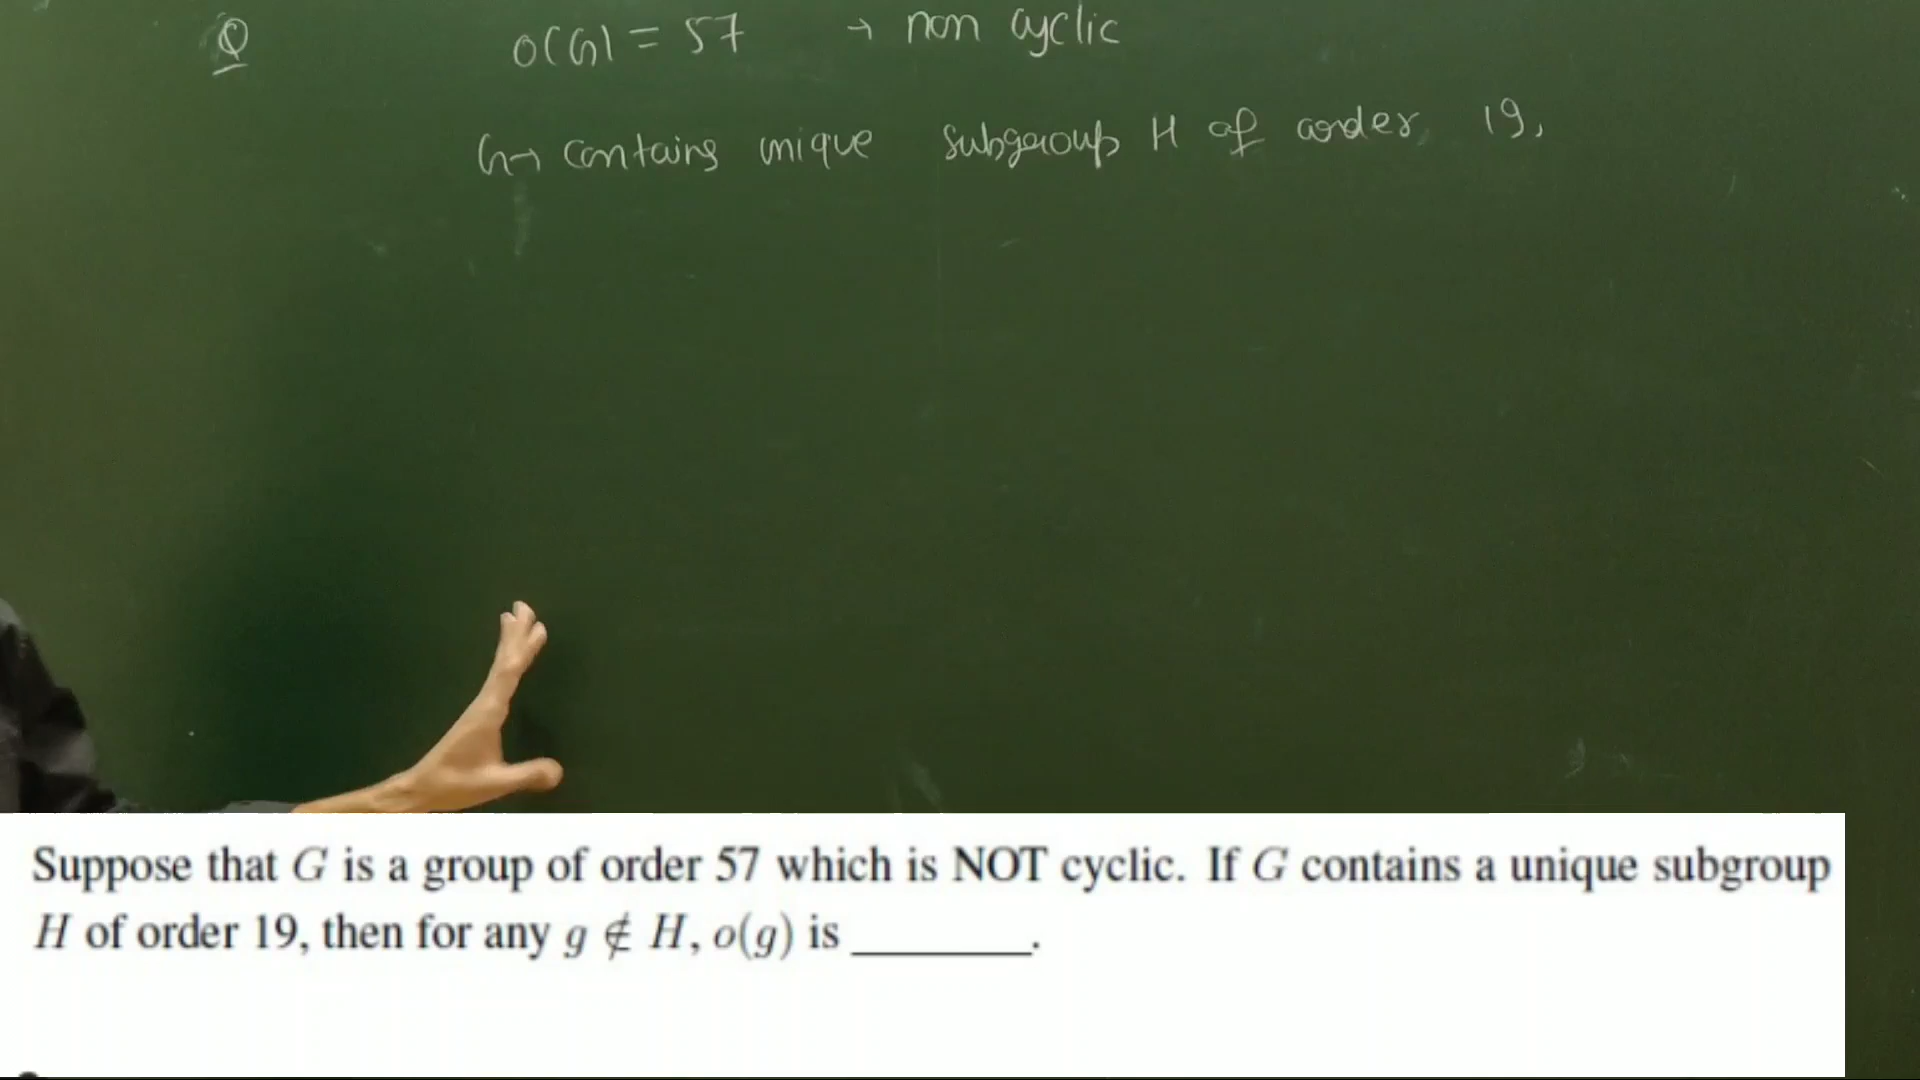 Q O(G) = 57 → non cyclic
G → contains unique subgroup H of order 19,
Suppose that G is a group of order 57 which is NOT cyclic. If G contains a unique subgroup
H of order 19, then for any g ∉ H, o(g) is ________.